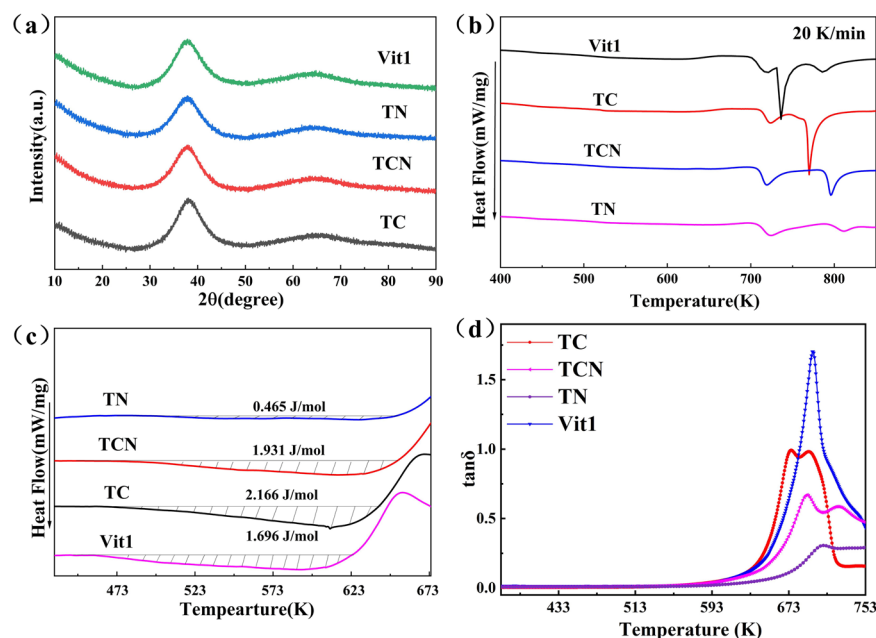 (a)
Vit1
TN
TCN
TC
Intensity(a.u.)
10 20 30 40 50 60 70 80 90
2θ(degree)
(b)
20 K/min
Vit1
TC
TCN
TN
Heat Flow(mW/mg)
400 500 600 700 800
Temperature(K)
(c)
TN
0.465 J/mol
TCN
1.931 J/mol
TC
2.166 J/mol
Vit1
1.696 J/mol
Heat Flow(mW/mg)
473 523 573 623 673
Tempearture(K)
(d)
TC
TCN
TN
Vit1
tanδ
1.5
1.0
0.5
0.0
433 513 593 673 753
Temperature (K)